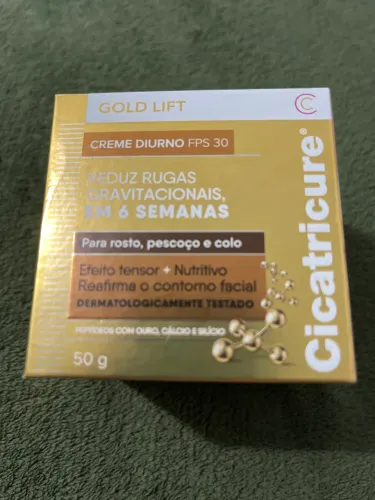 GOLD LIFT
CREME DIURNO FPS 30
REDUZ RUGAS
GRAVITACIONAIS,
EM 6 SEMANAS
Para rosto, pescoço e colo
Efeito tensor + Nutritivo
Reafirma o contorno facial
DERMATOLOGICAMENTE TESTADO
PEPTÍDEOS COM OURO, CÁLCIO E SILÍCIO
50 g
Cicatricure®